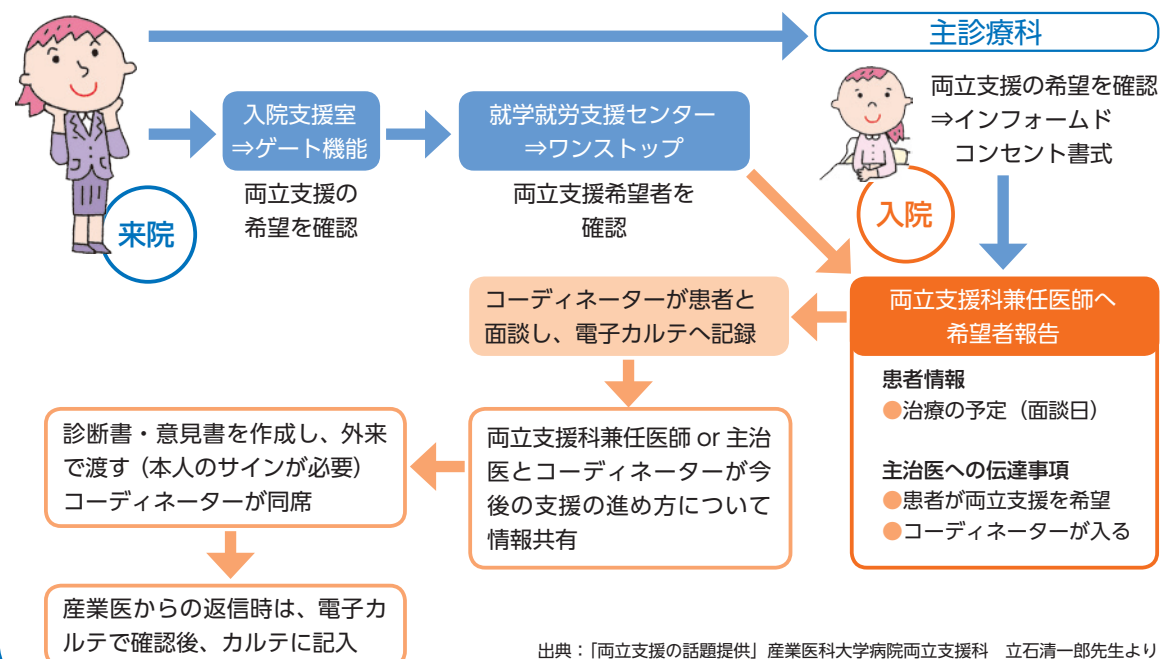 主診療科
両立支援の希望を確認
⇒インフォームド
コンセント書式
入院支援室
⇒ゲート機能
両立支援の
希望を確認
就学就労支援センター
⇒ワンストップ
両立支援希望者を
確認
来院
入院
両立支援科兼任医師へ
希望者報告
患者情報
●治療の予定（面談日）
主治医への伝達事項
●患者が両立支援を希望
●コーディネーターが入る
コーディネーターが患者と
面談し、電子カルテへ記録
両立支援科兼任医師 or 主治
医とコーディネーターが今
後の支援の進め方について
情報共有
診断書・意見書を作成し、外来
で渡す（本人のサインが必要）
コーディネーターが同席
産業医からの返信時は、電子カ
ルテで確認後、カルテに記入
出典：「両立支援の話題提供」産業医科大学病院両立支援科　立石清一郎先生より